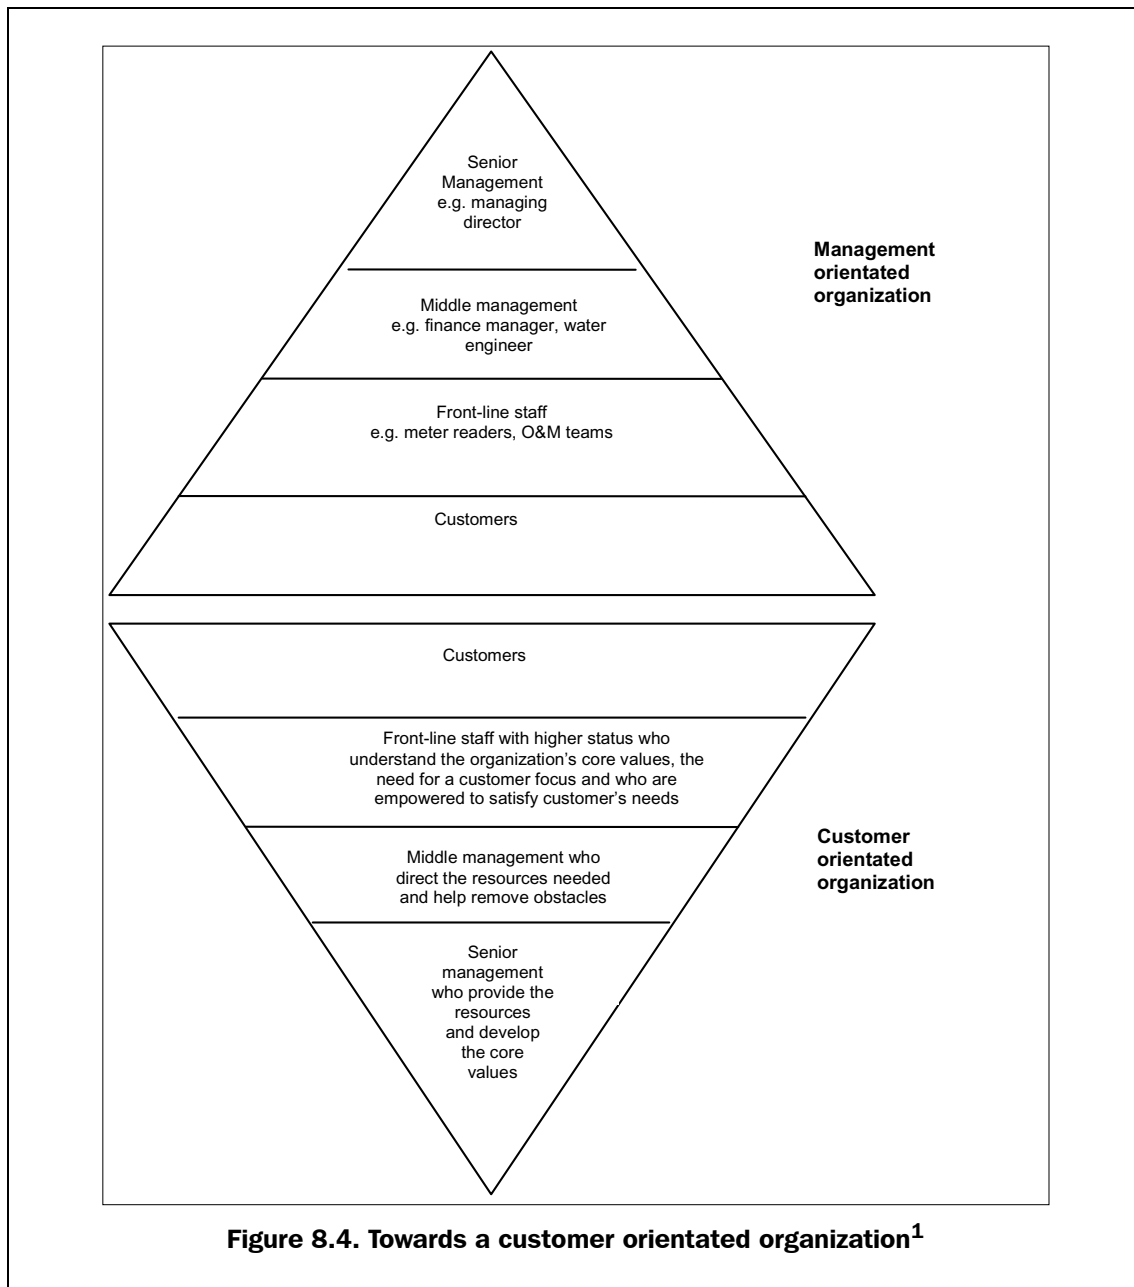 Senior
Management
e.g. managing
director
Management
orientated
organization
Middle management
e.g. finance manager, water
engineer
Front-line staff
e.g. meter readers, O&M teams
Customers
Customers
Front-line staff with higher status who
understand the organization's core values, the
need for a customer focus and who are
empowered to satisfy customer's needs
Customer
orientated
organization
Middle management who
direct the resources needed
and help remove obstacles
Senior
management
who provide the
resources
and develop
the core
values
Figure 8.4. Towards a customer orientated organization1